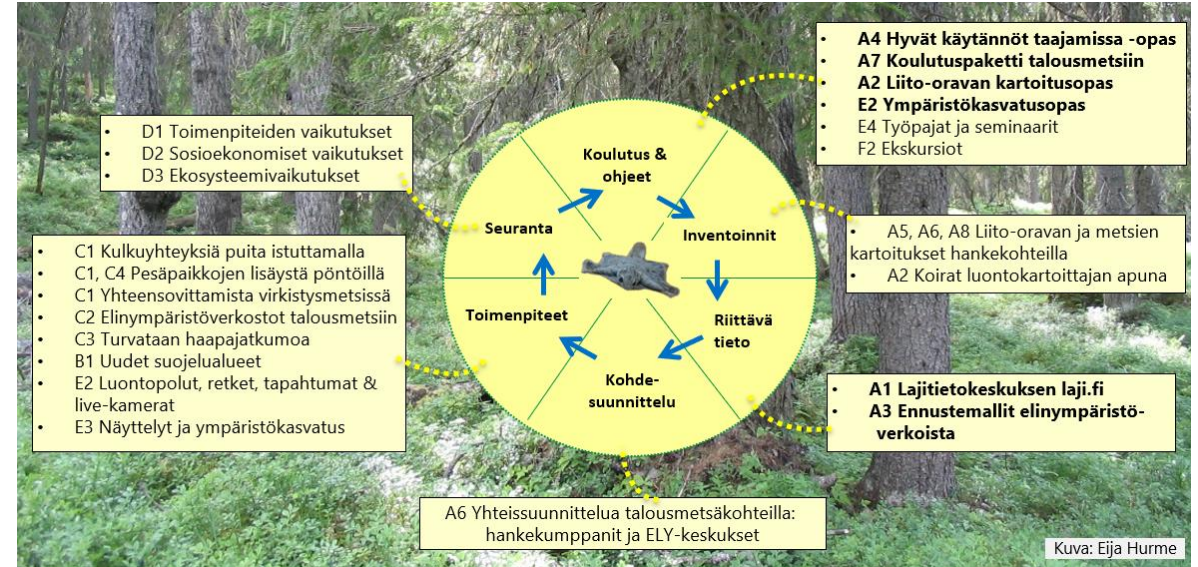 • A4 Hyvät käytännöt taajamissa -opas
• A7 Koulutuspaketti talousmetsiin
• A2 Liito-oravan kartoitusopas
• E2 Ympäristökasvatusopas
• E4 Työpajat ja seminaarit
• F2 Ekskursiot
• D1 Toimenpiteiden vaikutukset
• D2 Sosioekonomiset vaikutukset
• D3 Ekosysteemivaikutukset
Koulutus &
ohjeet
Inventoinnit
Riittävä
tieto
Kohde-
suunnittelu
Toimenpiteet
Seuranta
• A5, A6, A8 Liito-oravan ja metsien
kartoitukset hankekohteilla
• A2 Koirat luontokartoittajan apuna
• C1 Kulkuyhteyksiä puita istuttamalla
• C1, C4 Pesäpaikkojen lisäystä pöntöillä
• C1 Yhteensovittamista virkistysmetsissä
• C2 Elinympäristöverkostot talousmetsiin
• C3 Turvataan haapajatkumoa
• B1 Uudet suojelualueet
• E2 Luontopolut, retket, tapahtumat &
live-kamerat
• E3 Näyttelyt ja ympäristökasvatus
• A1 Lajitietokeskuksen laji.fi
• A3 Ennustemallit elinympäristö-
verkoista
A6 Yhteissuunnittelua talousmetsäkohteilla:
hankekumppanit ja ELY-keskukset
Kuva: Eija Hurme